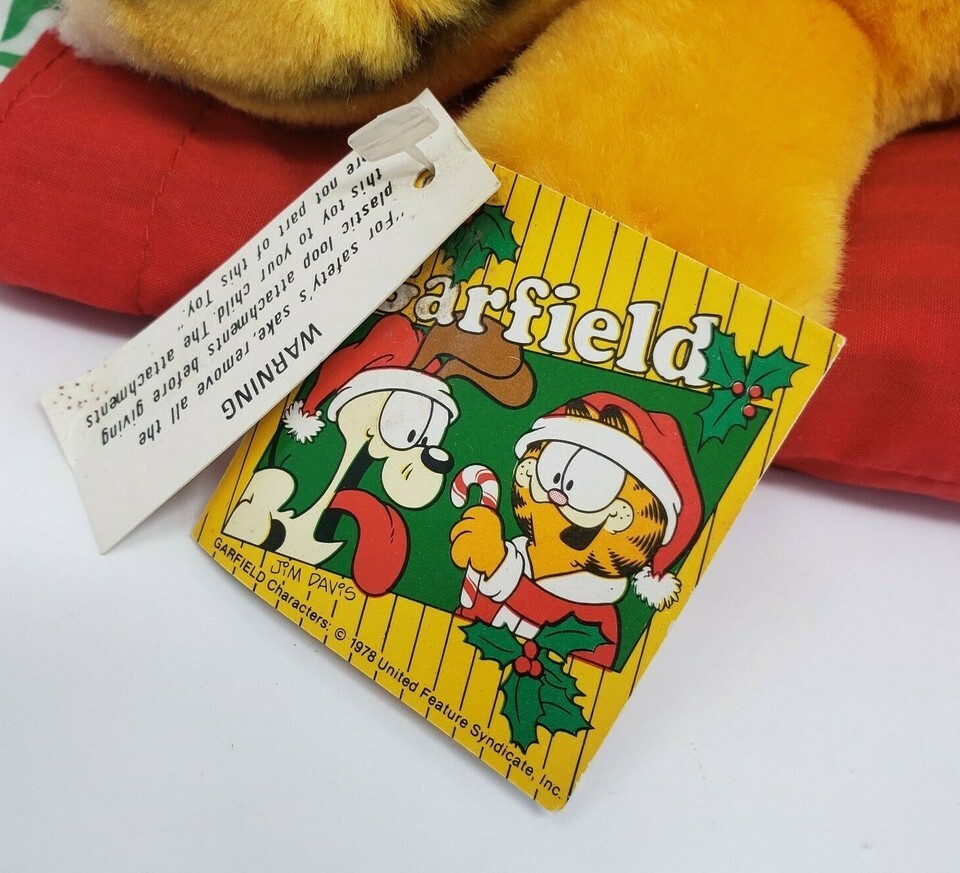 Garfield
JIM DAVIS
GARFIELD Characters: © 1978 United Feature Syndicate, Inc.
WARNING
"For safety's sake, remove all the
plastic loop attachments before giving
this toy to your child. The attachments
are not part of this Toy."